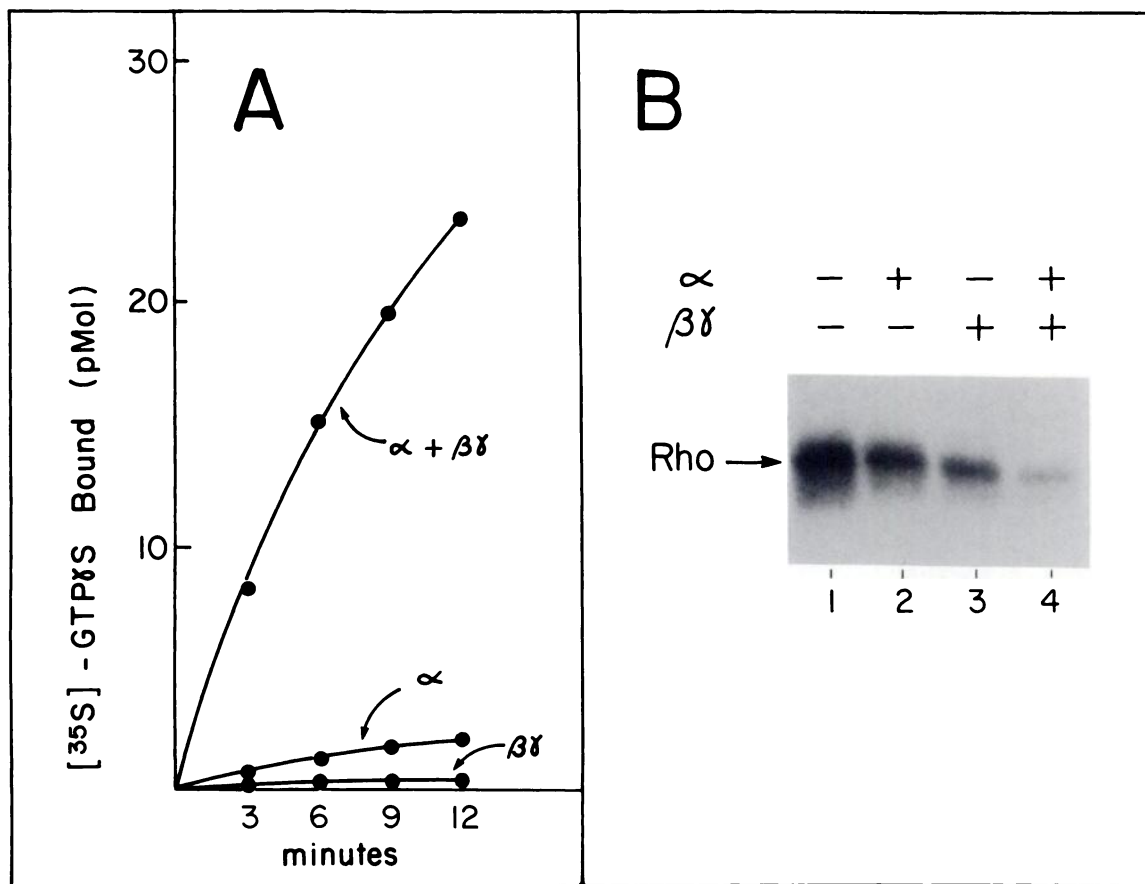 A
30
20
10
[³⁵S] - GTPγS Bound (pMol)
α + βγ
α
βγ
3 6 9 12
minutes
B
α − + − +
βγ − − + +
Rho
1 2 3 4